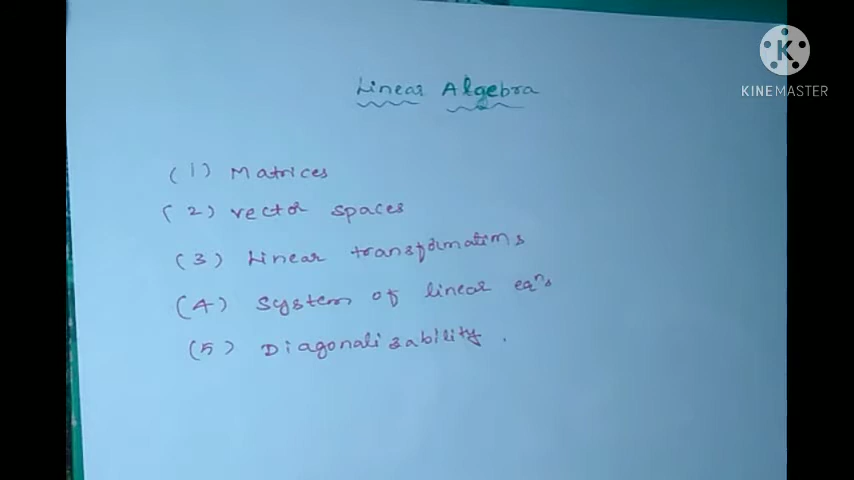 KINEMASTER
Linear Algebra
(1) Matrices
(2) vector spaces
(3) Linear transformations
(4) System of linear eqⁿs
(5) Diagonalizability.